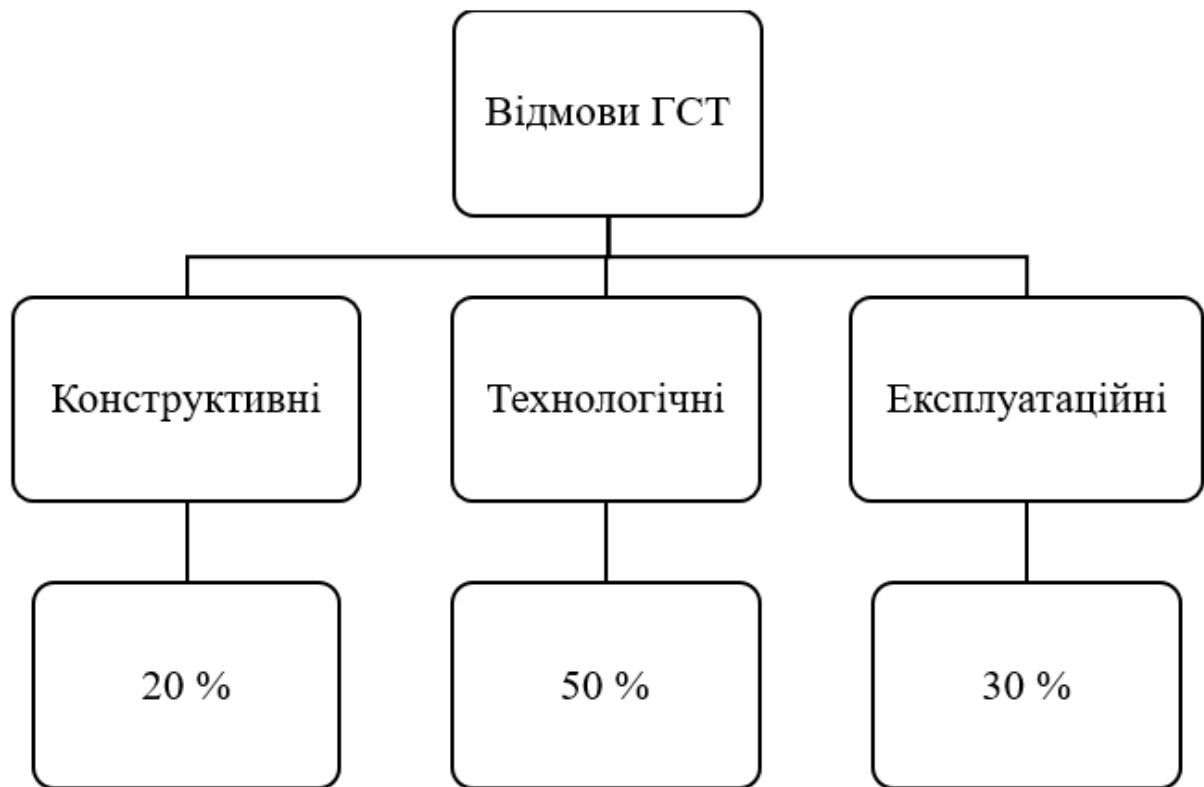 Відмови ГСТ
Конструктивні
Технологічні
Експлуатаційні
20 %
50 %
30 %